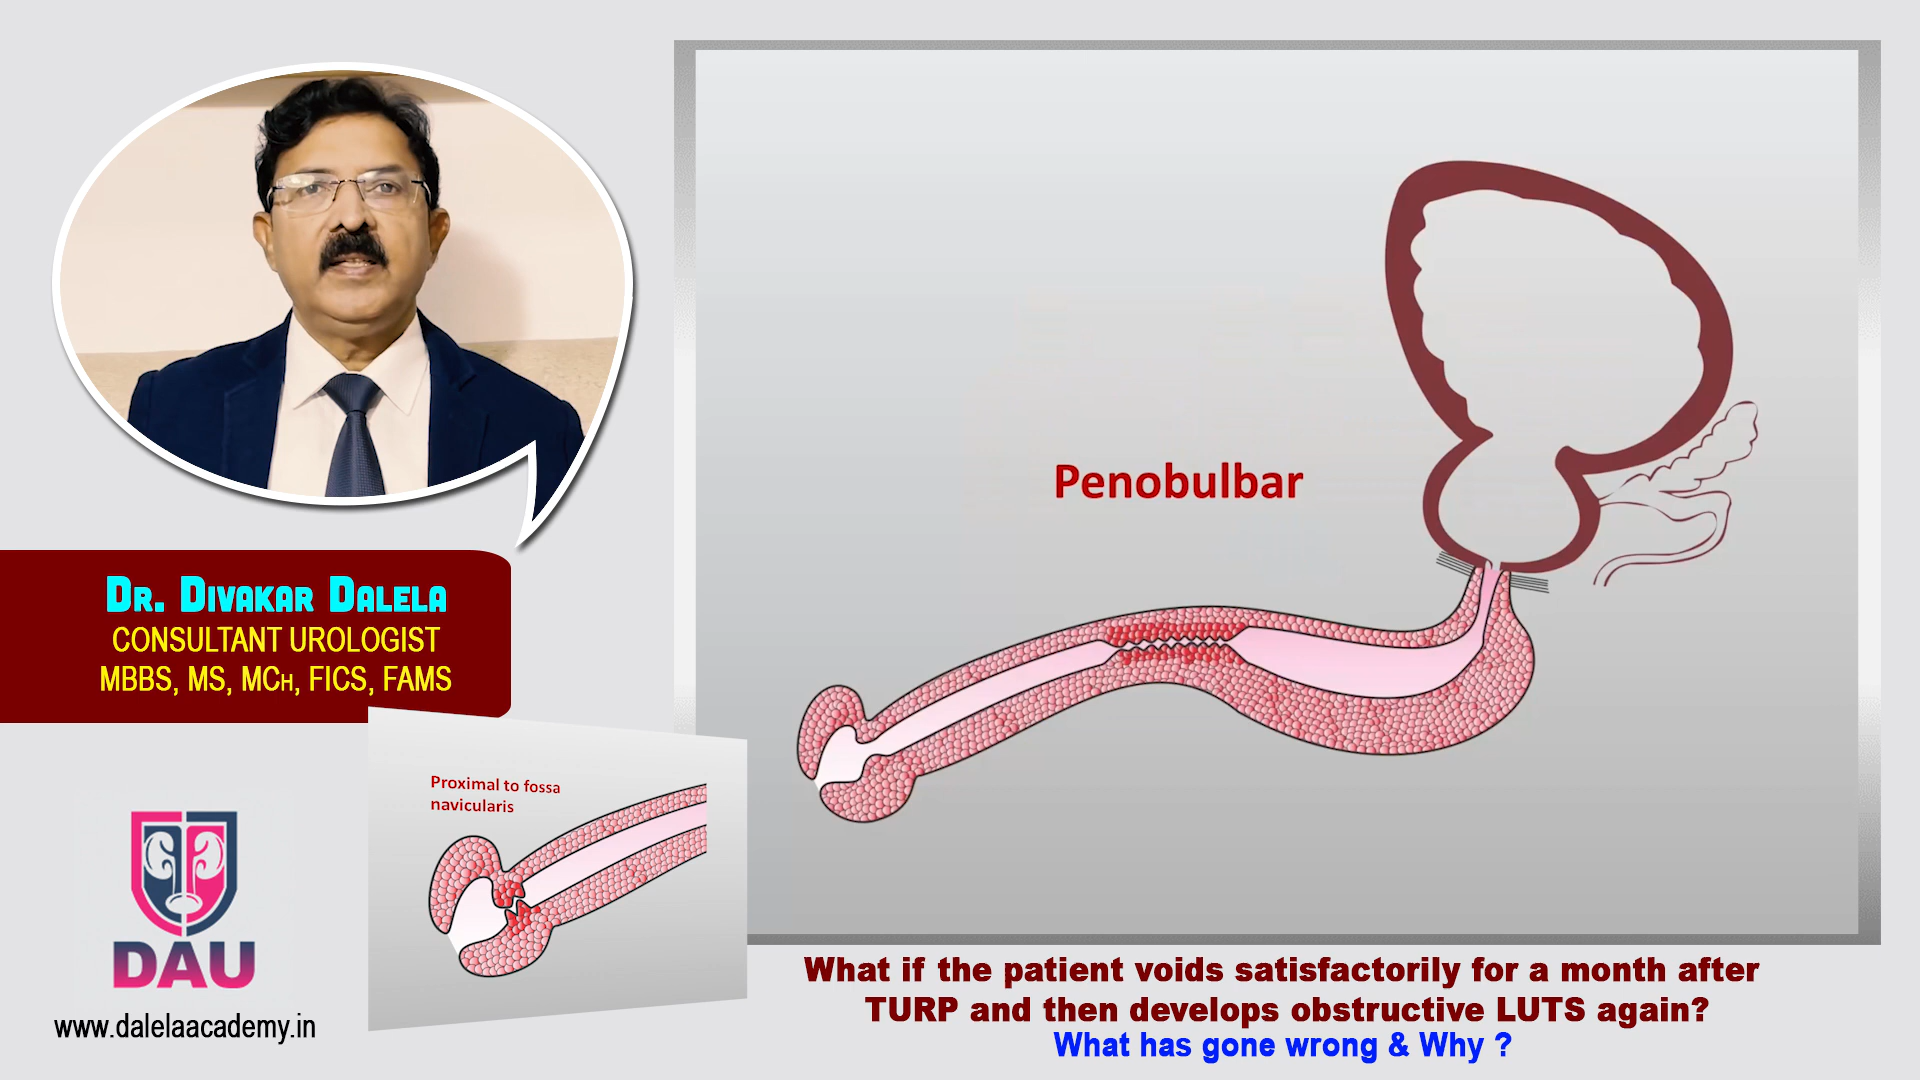 Penobulbar
DR. DIVAKAR DALELA
CONSULTANT UROLOGIST
MBBS, MS, MCH, FICS, FAMS
Proximal to fossa
navicularis
DAU
www.dalelaacademy.in
What if the patient voids satisfactorily for a month after
TURP and then develops obstructive LUTS again?
What has gone wrong & Why ?